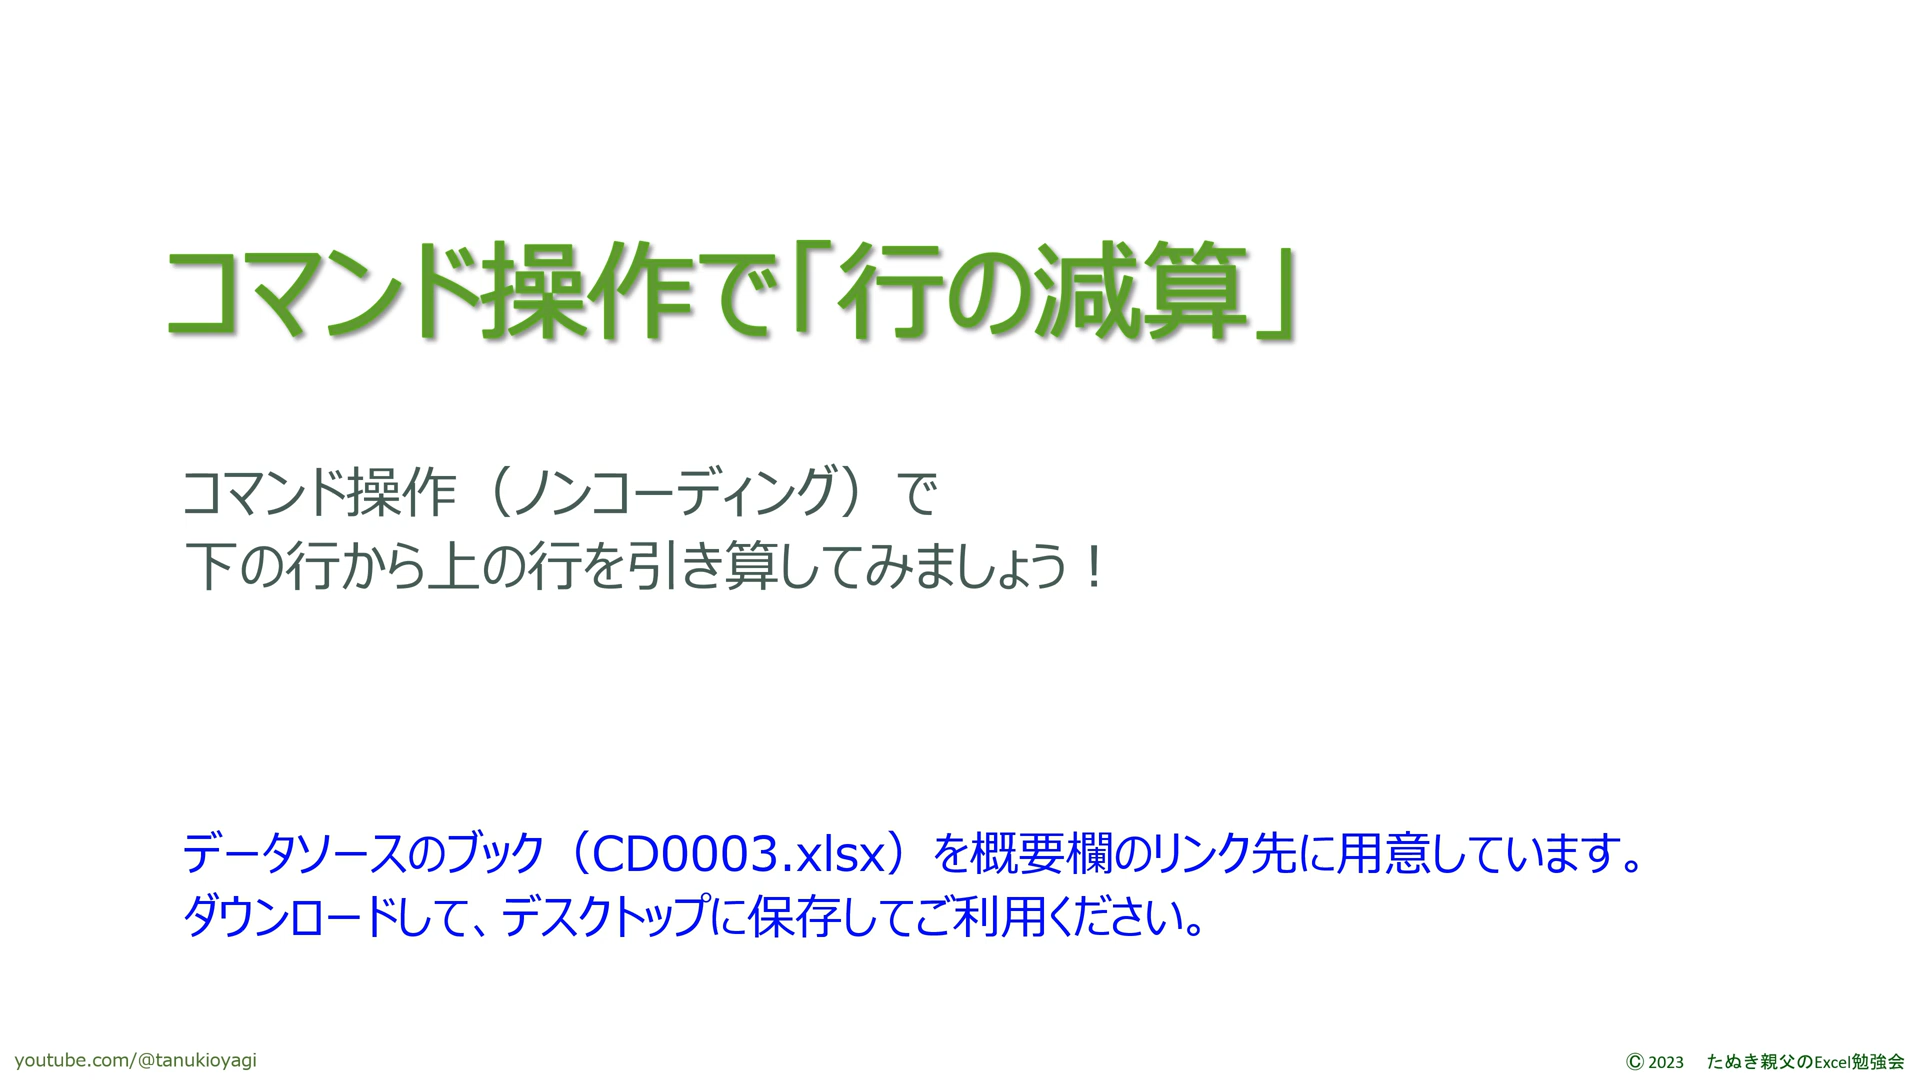 コマンド操作で「行の減算」
コマンド操作（ノンコーディング）で
下の行から上の行を引き算してみましょう！
データソースのブック（CD0003.xlsx）を概要欄のリンク先に用意しています。
ダウンロードして、デスクトップに保存してご利用ください。
youtube.com/@tanukioyagi
Ⓒ 2023 たぬき親父のExcel勉強会